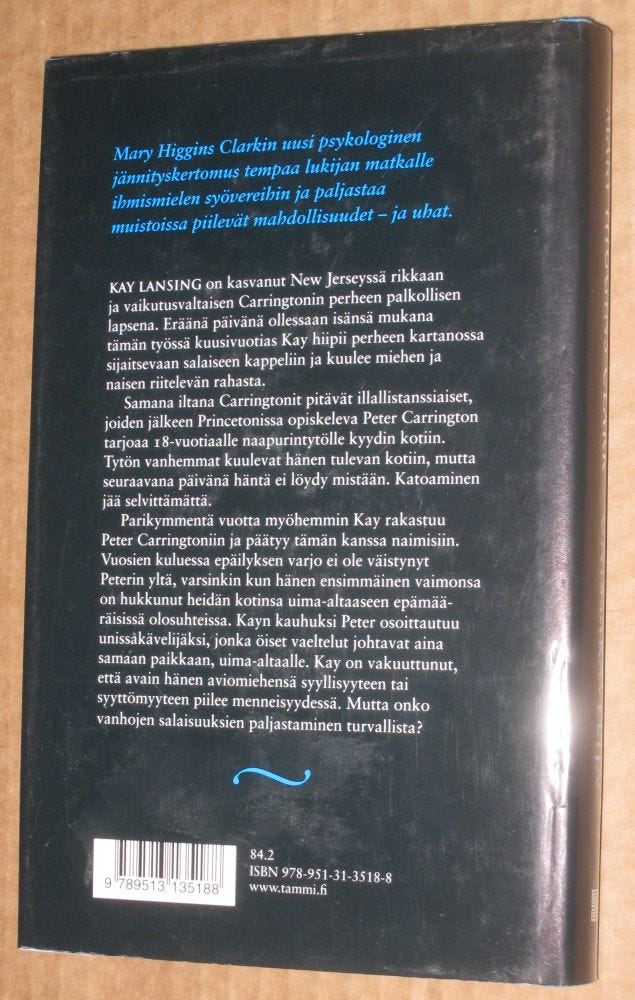 Mary Higgins Clarkin uusi psykologinen
jännityskertomus tempaa lukijan matkalle
ihmismielen syövereihin ja paljastaa
muistoissa piilevät mahdollisuudet – ja uhat.
KAY LANSING on kasvanut New Jerseyssä rikkaan
ja vaikutusvaltaisen Carringtonin perheen palkollisen
lapsena. Eräänä päivänä ollessaan isänsä mukana
tämän työssä kuusivuotias Kay hiipii perheen kartanossa
sijaitsevaan salaiseen kappeliin ja kuulee miehen ja
naisen riitelevän rahasta.
Samana iltana Carringtonit pitävät illallistanssiaiset,
joiden jälkeen Princetonissa opiskeleva Peter Carrington
tarjoaa 18-vuotiaalle naapurintytölle kyydin kotiin.
Tytön vanhemmat kuulevat hänen tulevan kotiin, mutta
seuraavana päivänä häntä ei löydy mistään. Katoaminen
jää selvittämättä.
Parikymmentä vuotta myöhemmin Kay rakastuu
Peter Carringtoniin ja päätyy tämän kanssa naimisiin.
Vuosien kuluessa epäilyksen varjo ei ole väistynyt
Peterin yltä, varsinkin kun hänen ensimmäinen vaimonsa
on hukkunut heidän kotinsa uima-altaaseen epämää-
räisissä olosuhteissa. Kayn kauhuksi Peter osoittautuu
unissakävelijäksi, jonka öiset vaeltelut johtavat aina
samaan paikkaan, uima-altaalle. Kay on vakuuttunut,
että avain hänen aviomiehensä syyllisyyteen tai
syyttömyyteen piilee menneisyydessä. Mutta onko
vanhojen salaisuuksien paljastaminen turvallista?
84.2
ISBN 978-951-31-3518-8
www.tammi.fi
9 789513 135188